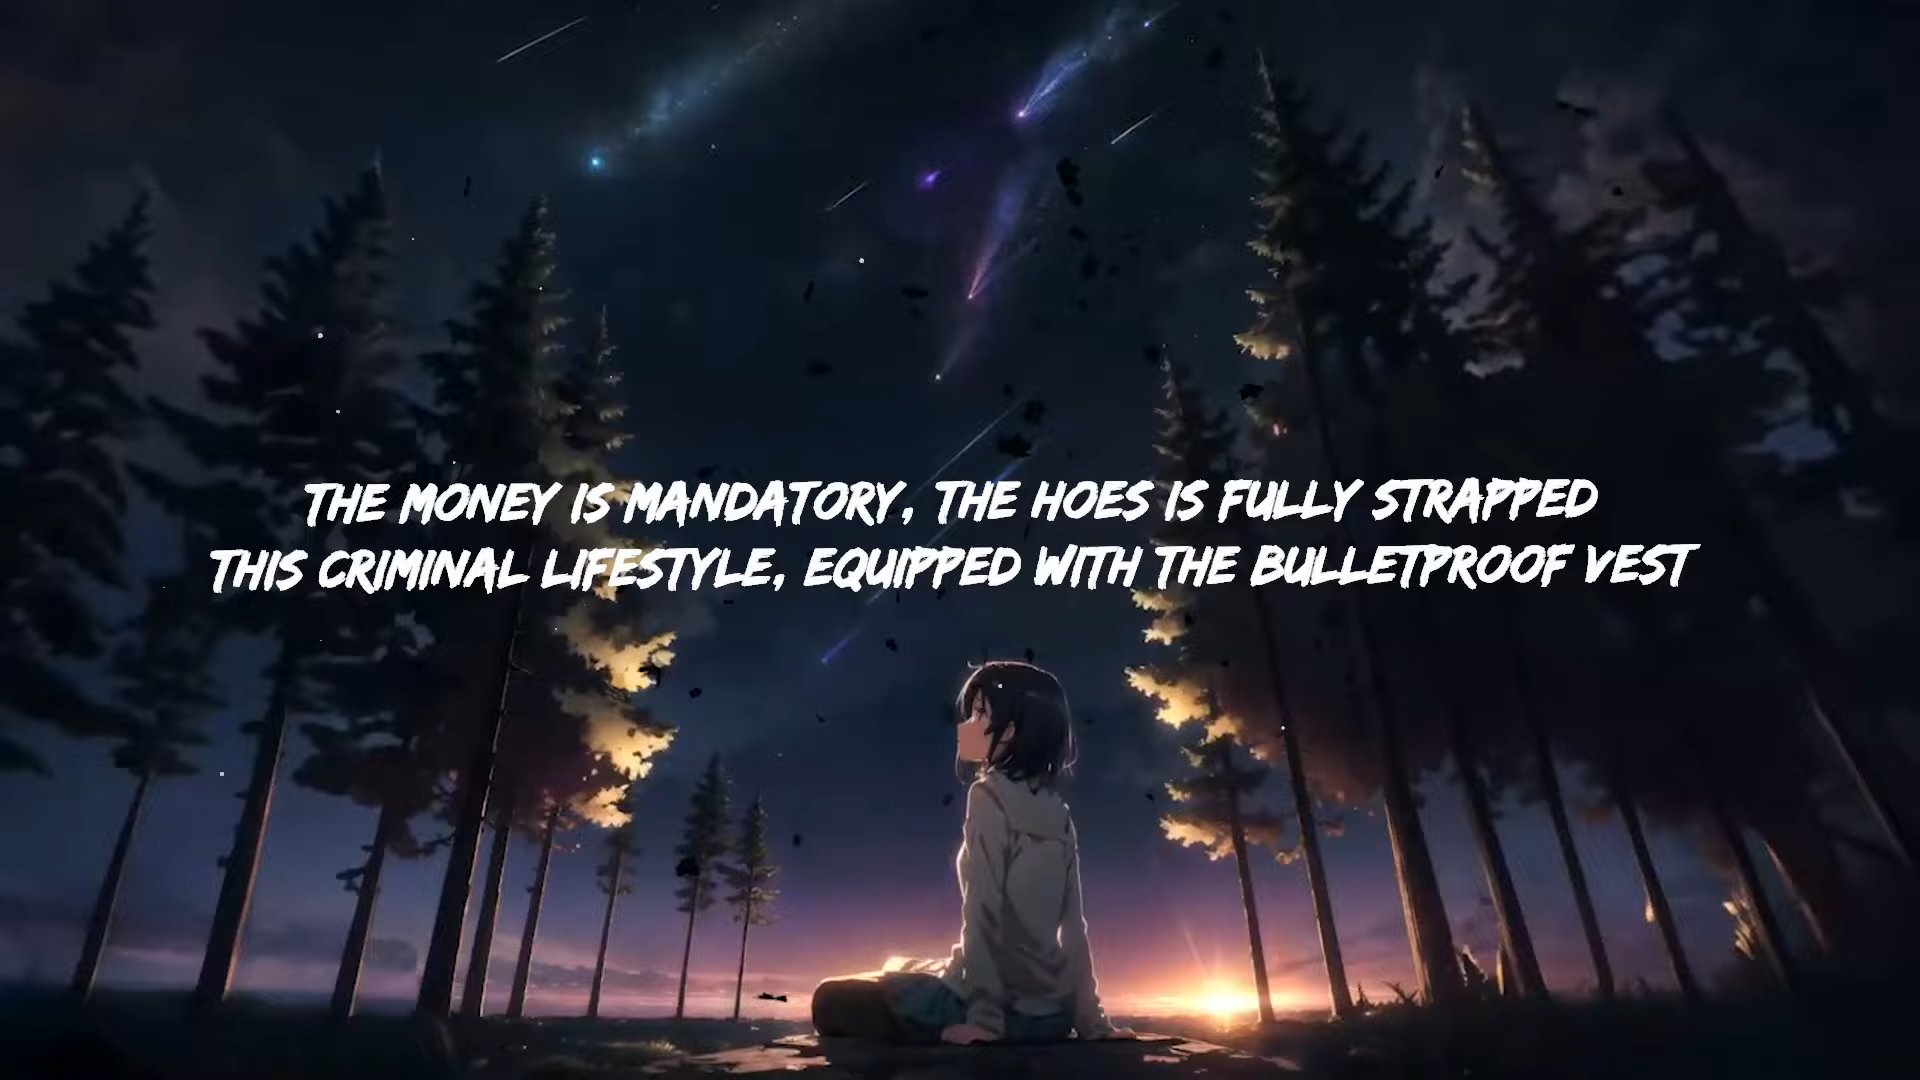 THE MONEY IS MANDATORY, THE HOES IS FULLY STRAPPED
THIS CRIMINAL LIFESTYLE, EQUIPPED WITH THE BULLETPROOF VEST